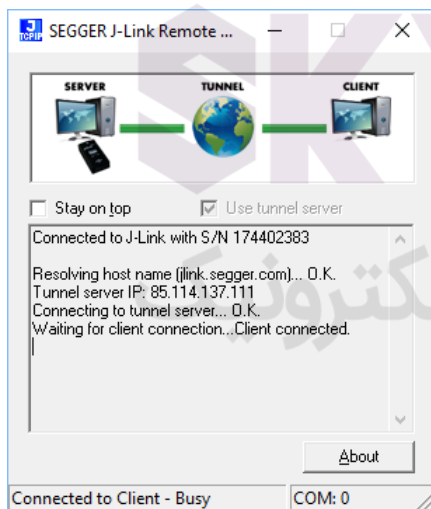 J
TCPIP
SEGGER J-Link Remote ...
SERVER
TUNNEL
CLIENT
Stay on top
Use tunnel server
Connected to J-Link with S/N 174402383
Resolving host name (jlink.segger.com)... O.K.
Tunnel server IP: 85.114.137.111
Connecting to tunnel server... O.K.
Waiting for client connection...Client connected.
About
Connected to Client - Busy
COM: 0